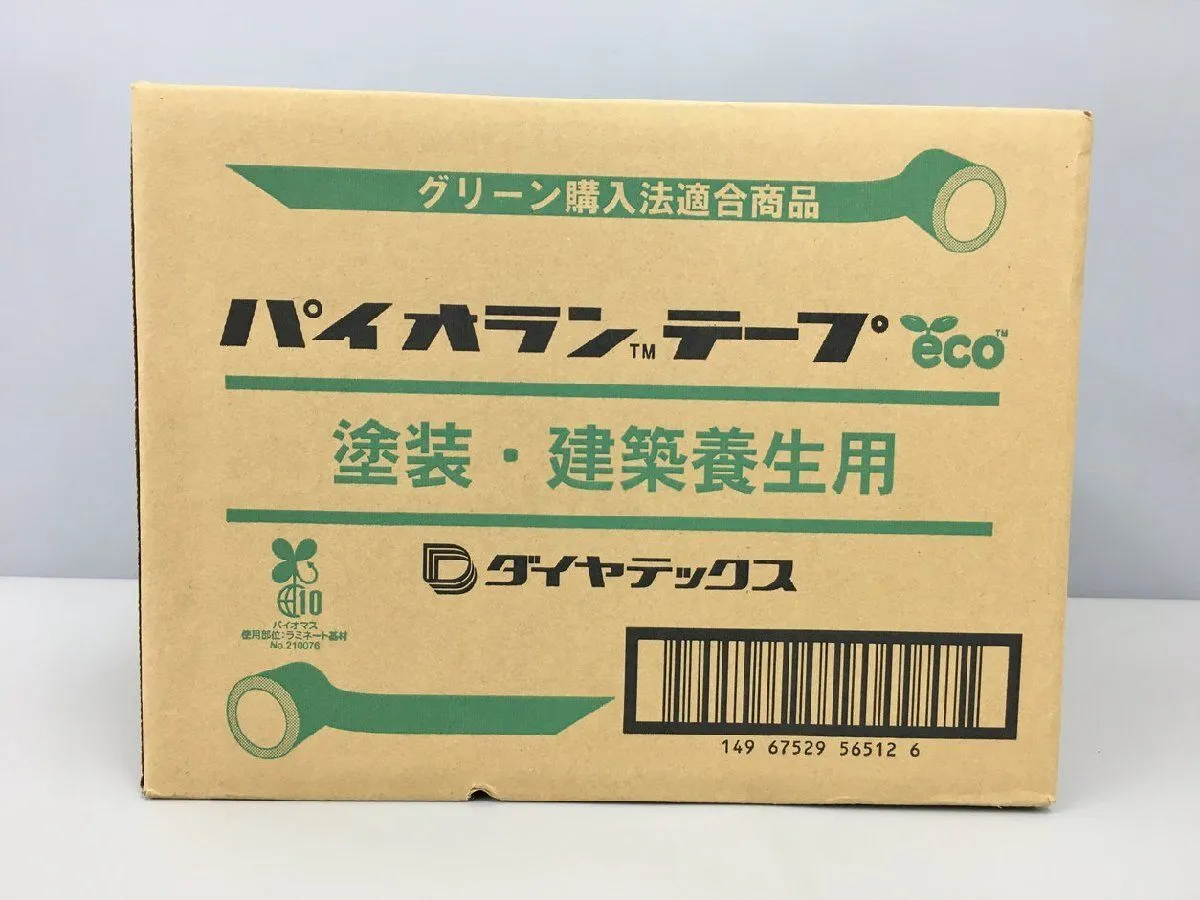 グリーン購入法適合商品
パイオラン™テープ eco™
塗装・建築養生用
D ダイヤテックス
10
バイオマス
使用部位:ラミネート基材
No.210076
149 67529 56512 6